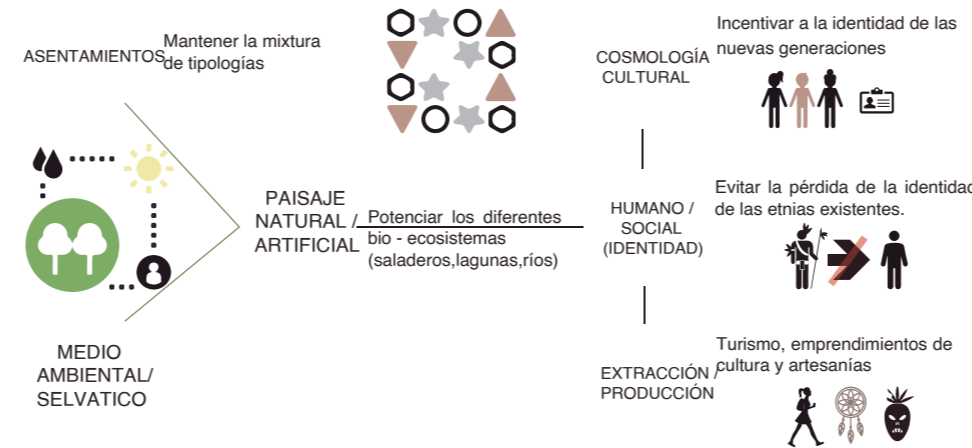 ASENTAMIENTOS
Mantener la mixtura
de tipologías
COSMOLOGÍA
CULTURAL
Incentivar a la identidad de las
nuevas generaciones
PAISAJE
NATURAL /
ARTIFICIAL
Potenciar los diferentes
bio - ecosistemas
(saladeros,lagunas,ríos)
HUMANO /
SOCIAL
(IDENTIDAD)
Evitar la pérdida de la identidad
de las etnias existentes.
MEDIO
AMBIENTAL/
SELVATICO
EXTRACCIÓN /
PRODUCCIÓN
Turismo, emprendimientos de
cultura y artesanías